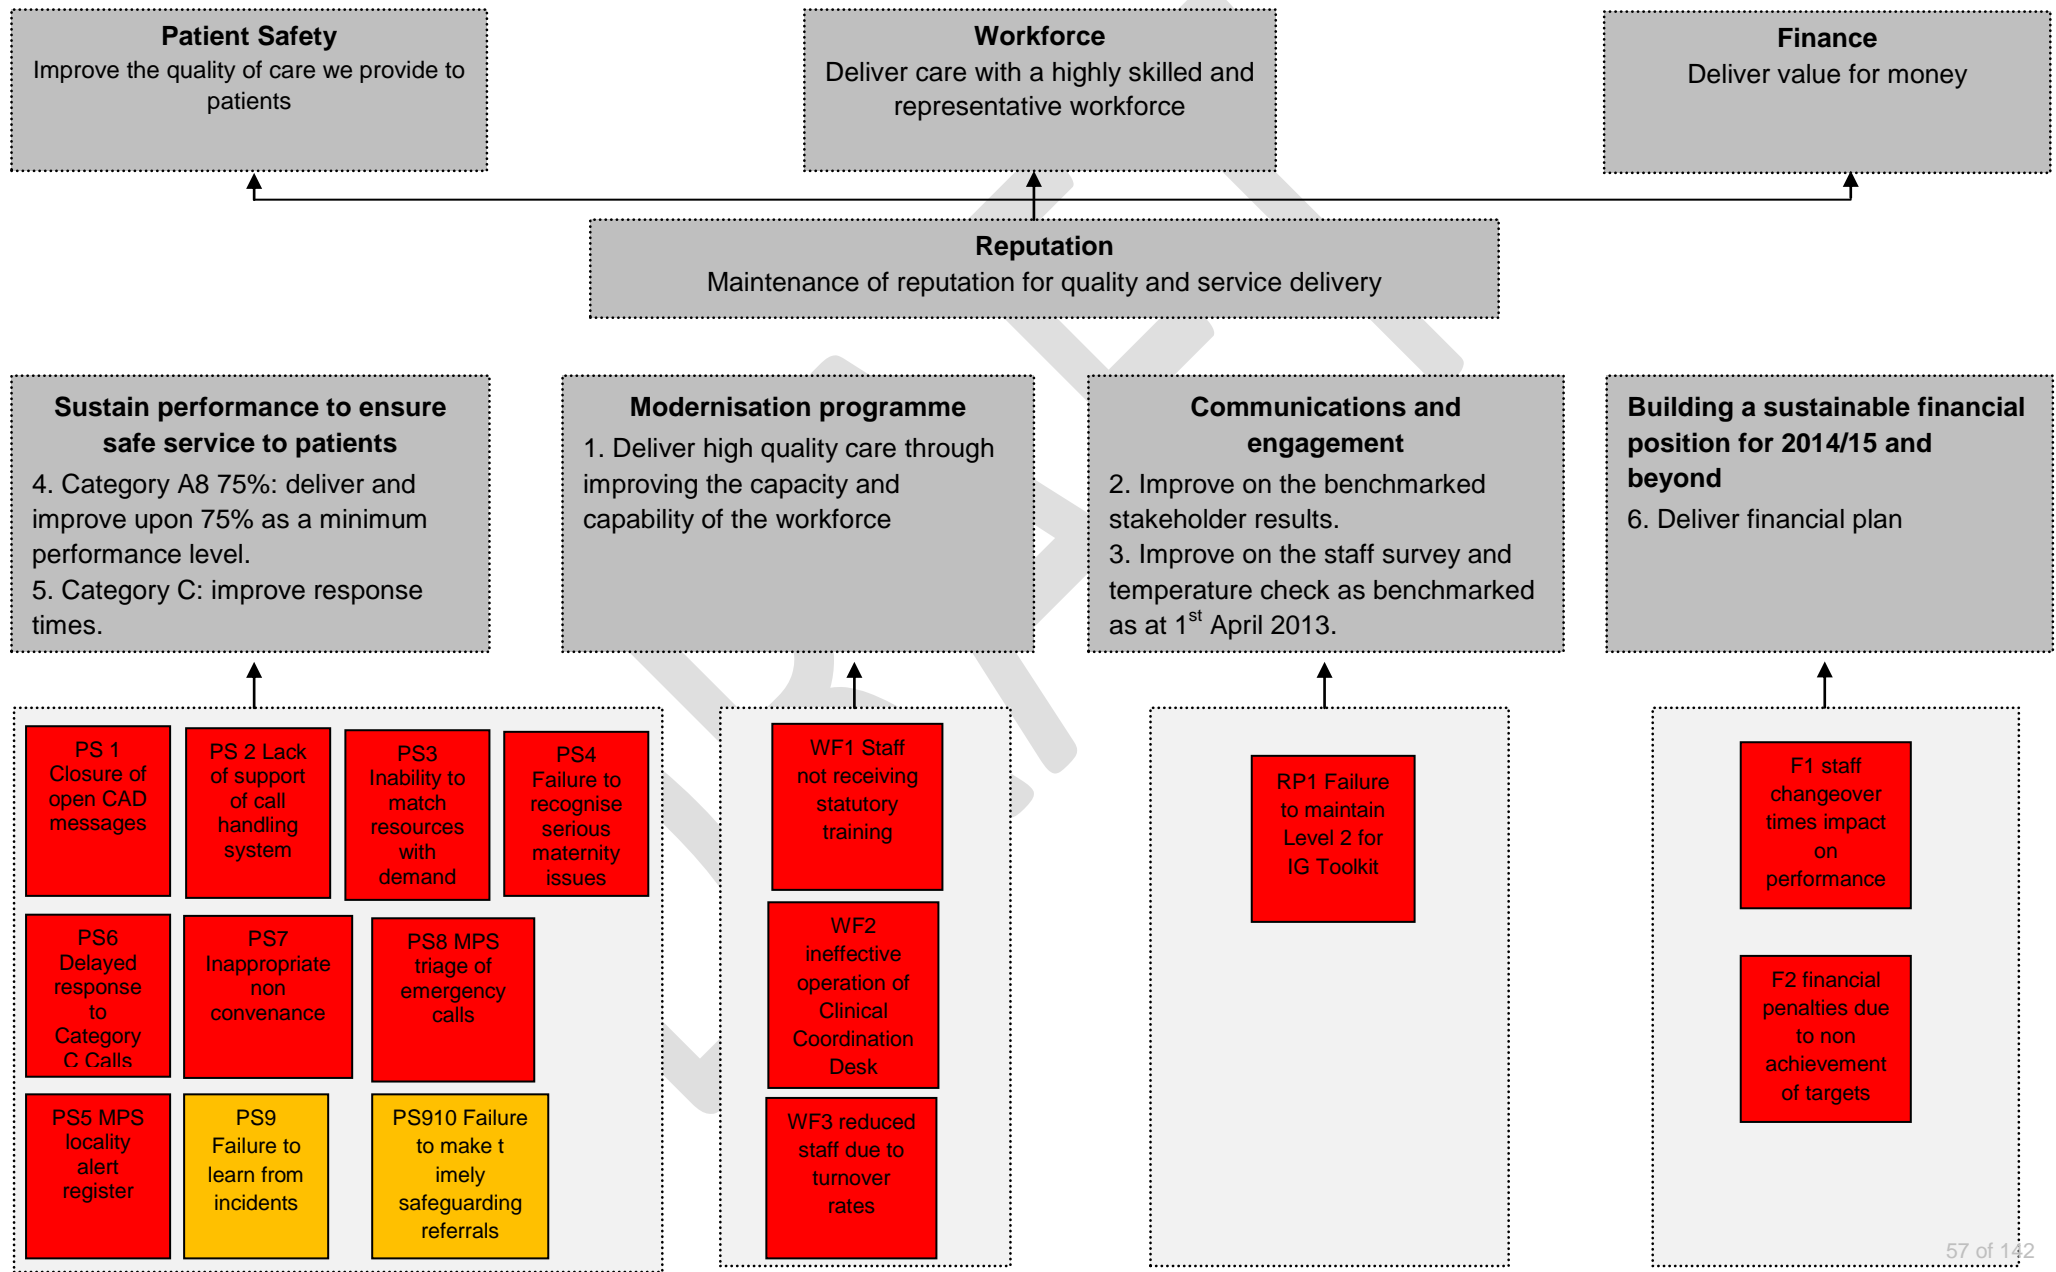 Patient Safety
Improve the quality of care we provide to
patients
Workforce
Deliver care with a highly skilled and
representative workforce
Finance
Deliver value for money
Reputation
Maintenance of reputation for quality and service delivery
Sustain performance to ensure
safe service to patients
4. Category A8 75%: deliver and
improve upon 75% as a minimum
performance level.
5. Category C: improve response
times.
Modernisation programme
1. Deliver high quality care through
improving the capacity and
capability of the workforce
Communications and
engagement
2. Improve on the benchmarked
stakeholder results.
3. Improve on the staff survey and
temperature check as benchmarked
as at 1st April 2013.
Building a sustainable financial
position for 2014/15 and
beyond
6. Deliver financial plan
PS 1
Closure of
open CAD
messages
PS 2 Lack
of support
of call
handling
system
PS3
Inability to
match
resources
with
demand
PS4
Failure to
recognise
serious
maternity
issues
PS6
Delayed
response
to
Category
C Calls
PS7
Inappropriate
non
convenance
PS8 MPS
triage of
emergency
calls
PS5 MPS
locality
alert
register
PS9
Failure to
learn from
incidents
PS910 Failure
to make t
imely
safeguarding
referrals
WF1 Staff
not receiving
statutory
training
WF2
ineffective
operation of
Clinical
Coordination
Desk
WF3 reduced
staff due to
turnover
rates
RP1 Failure
to maintain
Level 2 for
IG Toolkit
F1 staff
changeover
times impact
on
performance
F2 financial
penalties due
to non
achievement
of targets
DRAFT
57 of 142